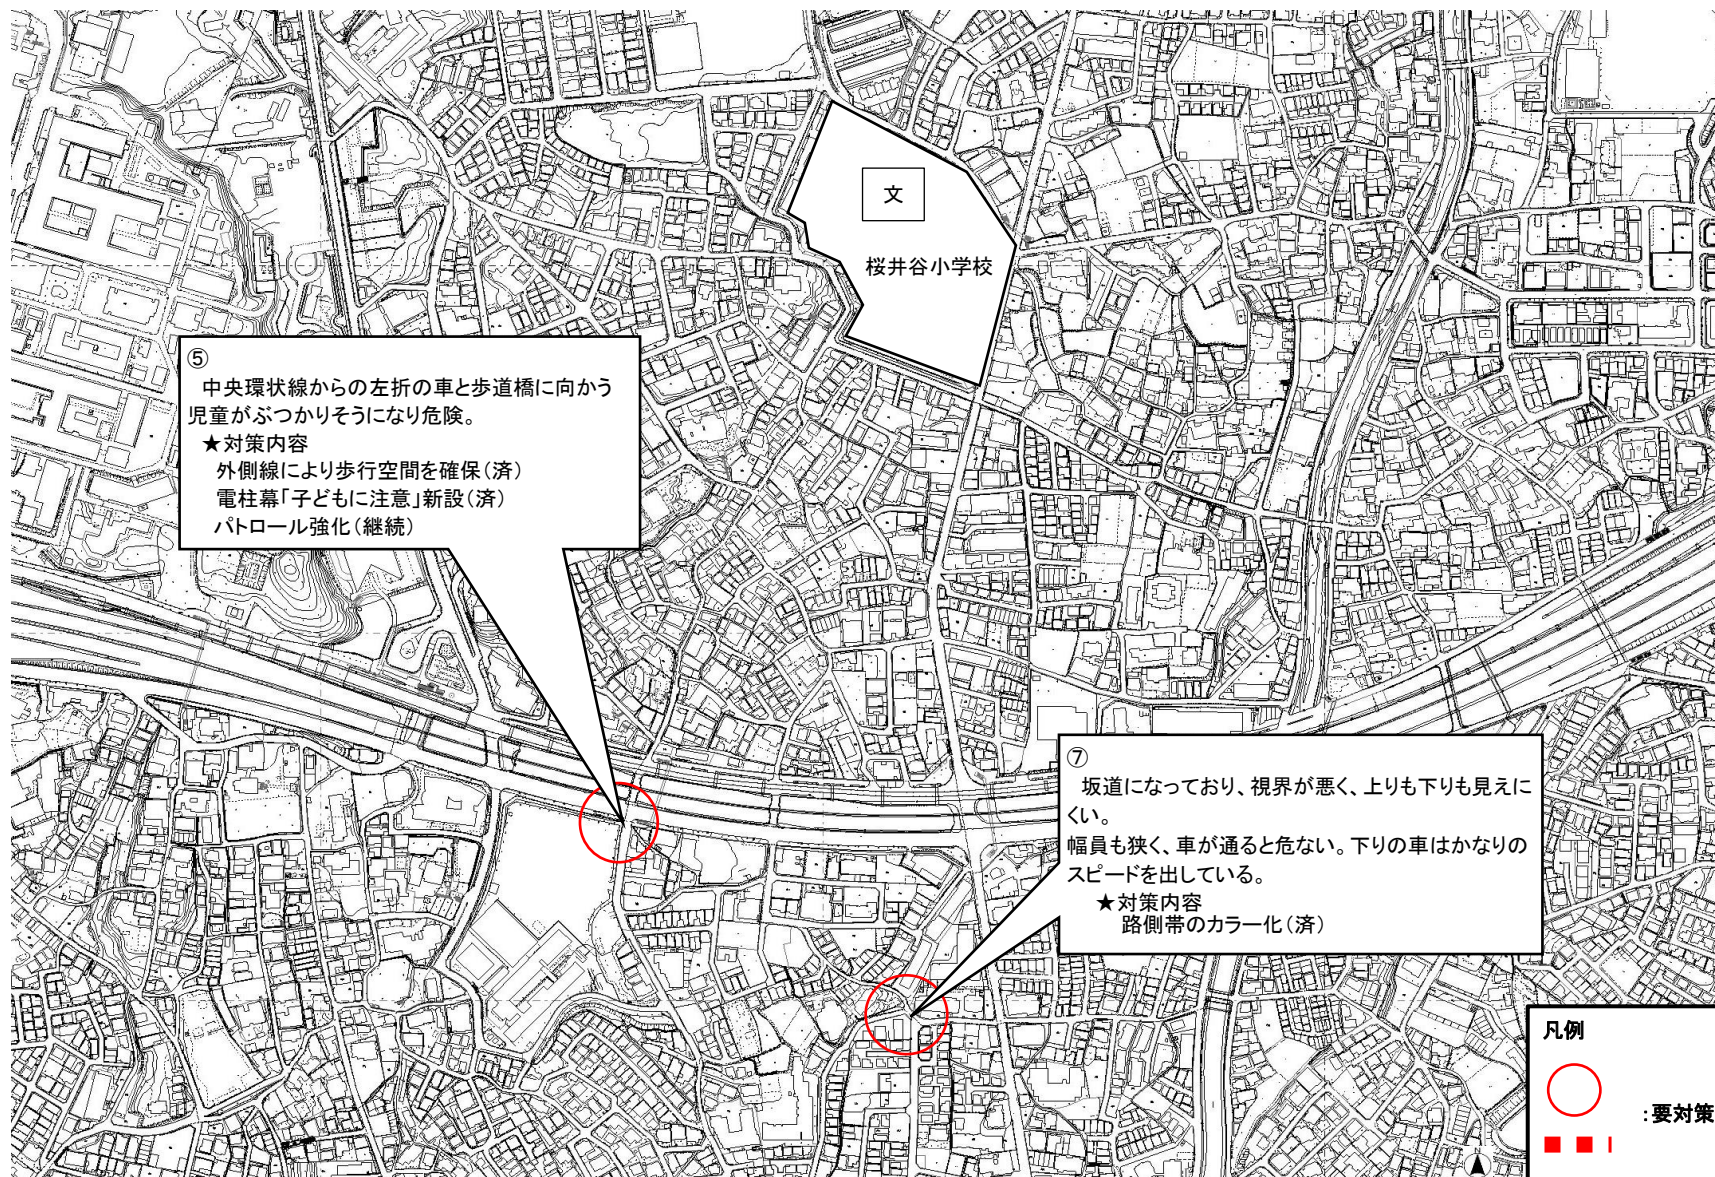 文
桜井谷小学校
⑤
中央環状線からの左折の車と歩道橋に向かう
児童がぶつかりそうになり危険。
★対策内容
外側線により歩行空間を確保(済)
電柱幕「子どもに注意」新設(済)
パトロール強化(継続)
⑦
坂道になっており、視界が悪く、上りも下りも見えに
くい。
幅員も狭く、車が通ると危ない。下りの車はかなりの
スピードを出している。
★対策内容
路側帯のカラー化(済)
凡例
:要対策